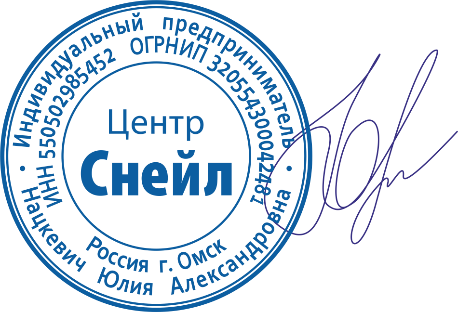 Индивидуальный предприниматель
ИНН 550502985452 ОГРНИП 320554300042481
Центр
Снейл
Россия г. Омск
Нацкевич Юлия Александровна